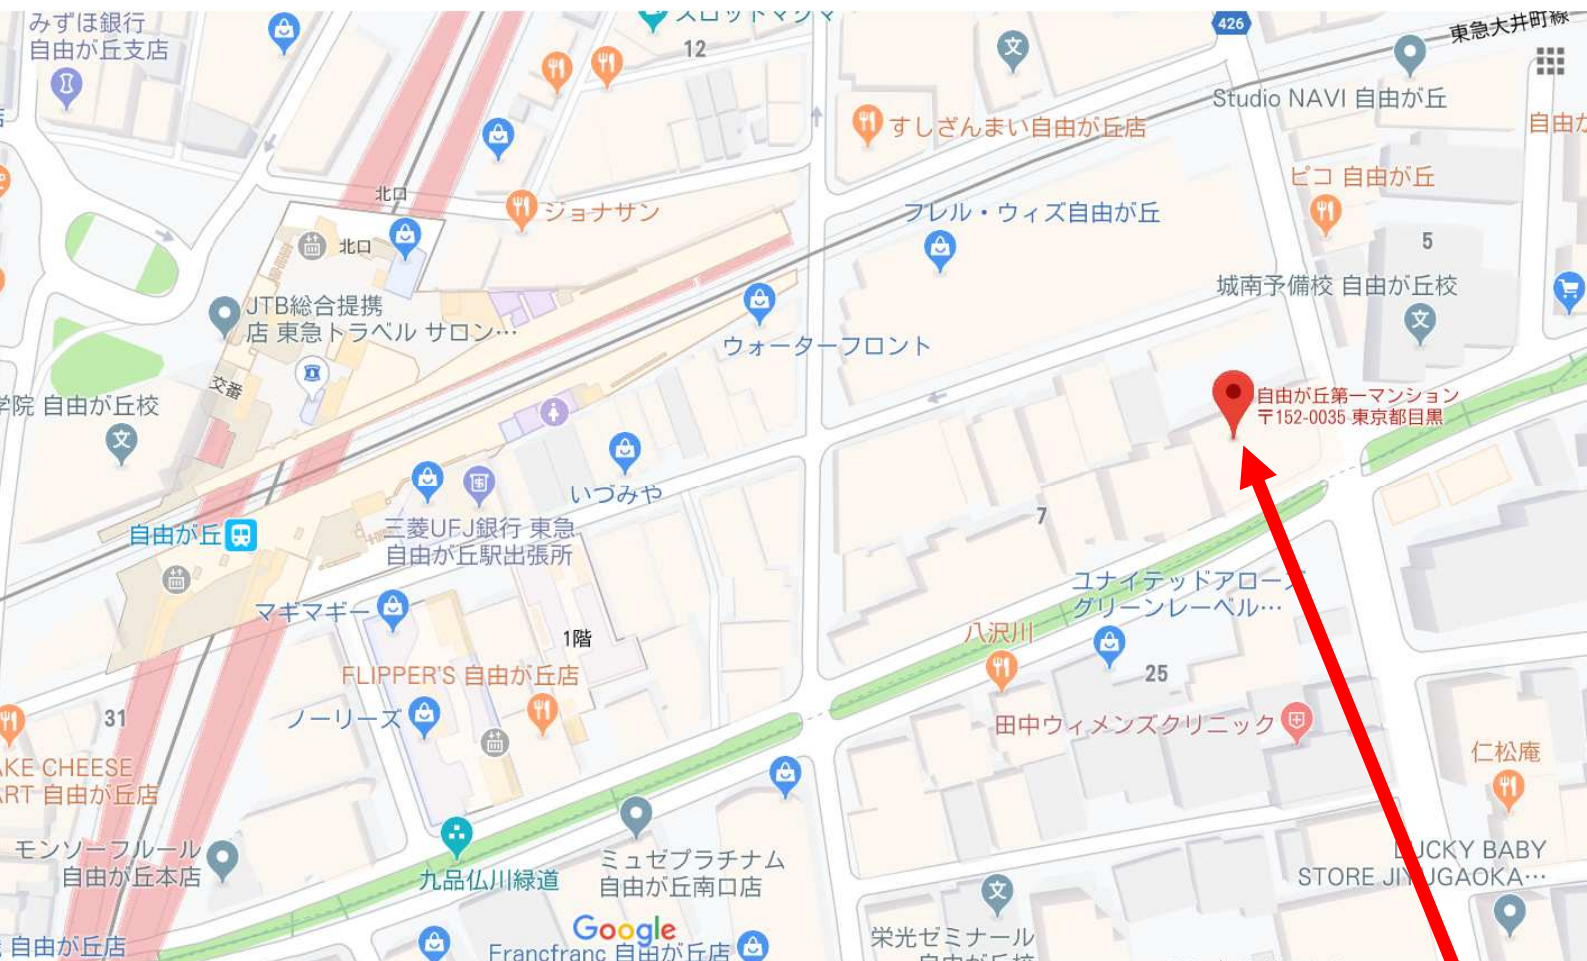 みずほ銀行
自由が丘支店
12
426
東急大井町線
Studio NAVI 自由が丘
すしざんまい自由が丘店
自由が
北口
ジョナサン
北口
フレル・ウィズ自由が丘
ピコ 自由が丘
5
城南予備校 自由が丘校
JTB総合提携
店 東急トラベル サロン…
ウォーターフロント
交番
学院 自由が丘校
自由が丘第一マンション
〒152-0035 東京都目黒
いづみや
自由が丘
三菱UFJ銀行 東急
自由が丘駅出張所
7
ユナイテッドアローズ
グリーンレーベル…
マギマギー
1階
八沢川
25
FLIPPER'S 自由が丘店
31
ノーリーズ
田中ウィメンズクリニック
仁松庵
AKE CHEESE
ART 自由が丘店
モンソーフルール
自由が丘本店
九品仏川緑道
ミュゼプラチナム
自由が丘南口店
LUCKY BABY
STORE JIYUGAOKA…
Google
栄光ゼミナール
自由が丘校
自由が丘店
Francfranc 自由が丘店